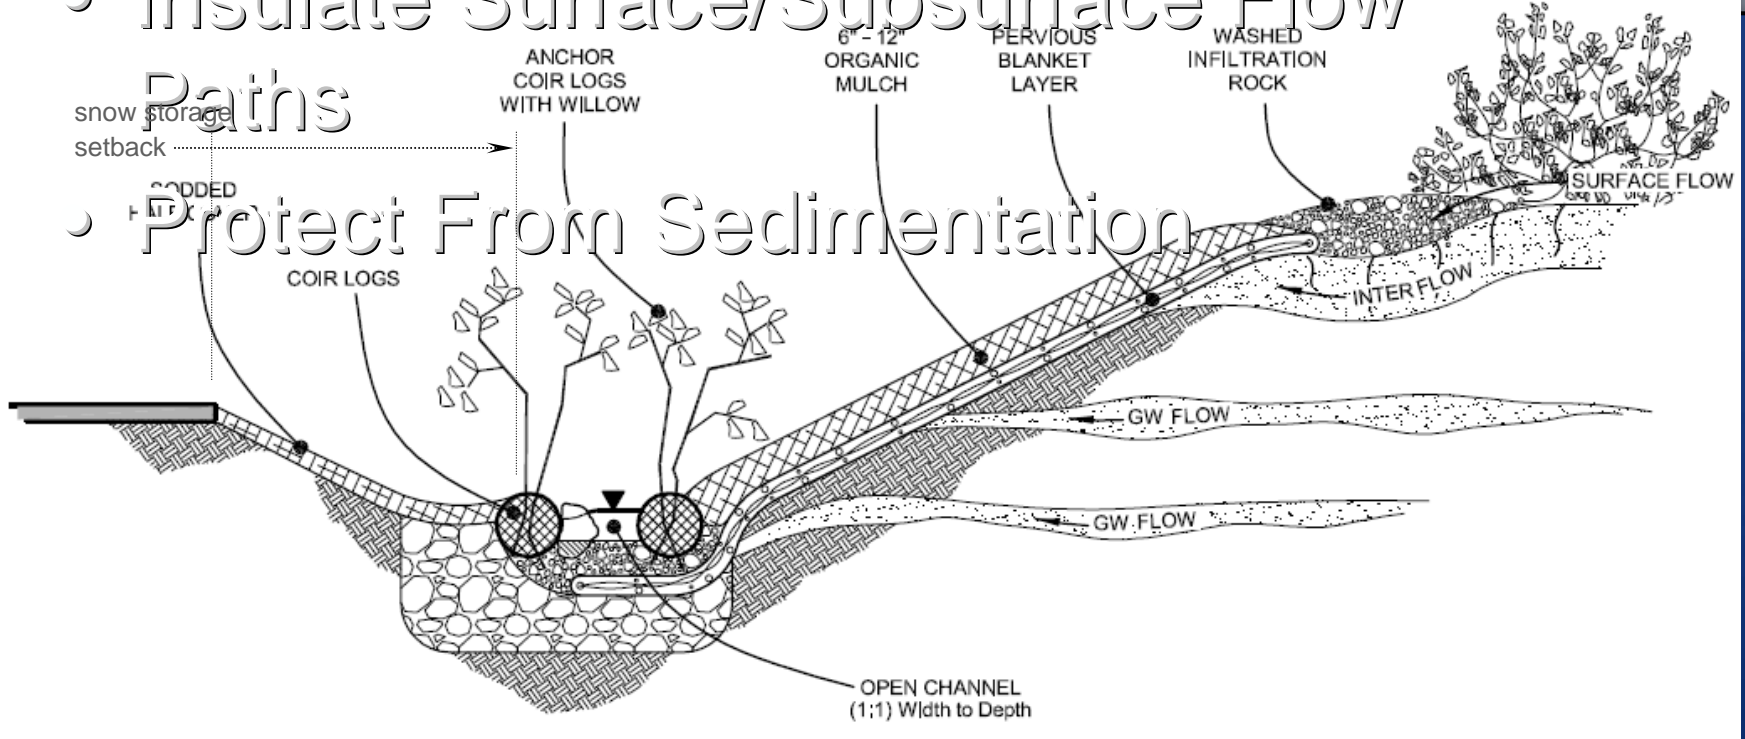 • Insulate Surface/Subsurface Flow
Paths
• Protect From Sedimentation
snow storage
setback
SODDED
COIR LOGS
ANCHOR
COIR LOGS
WITH WILLOW
6" - 12"
ORGANIC
MULCH
PERVIOUS
BLANKET
LAYER
WASHED
INFILTRATION
ROCK
SURFACE FLOW
INTER FLOW
GW FLOW
GW FLOW
OPEN CHANNEL
(1:1) Width to Depth